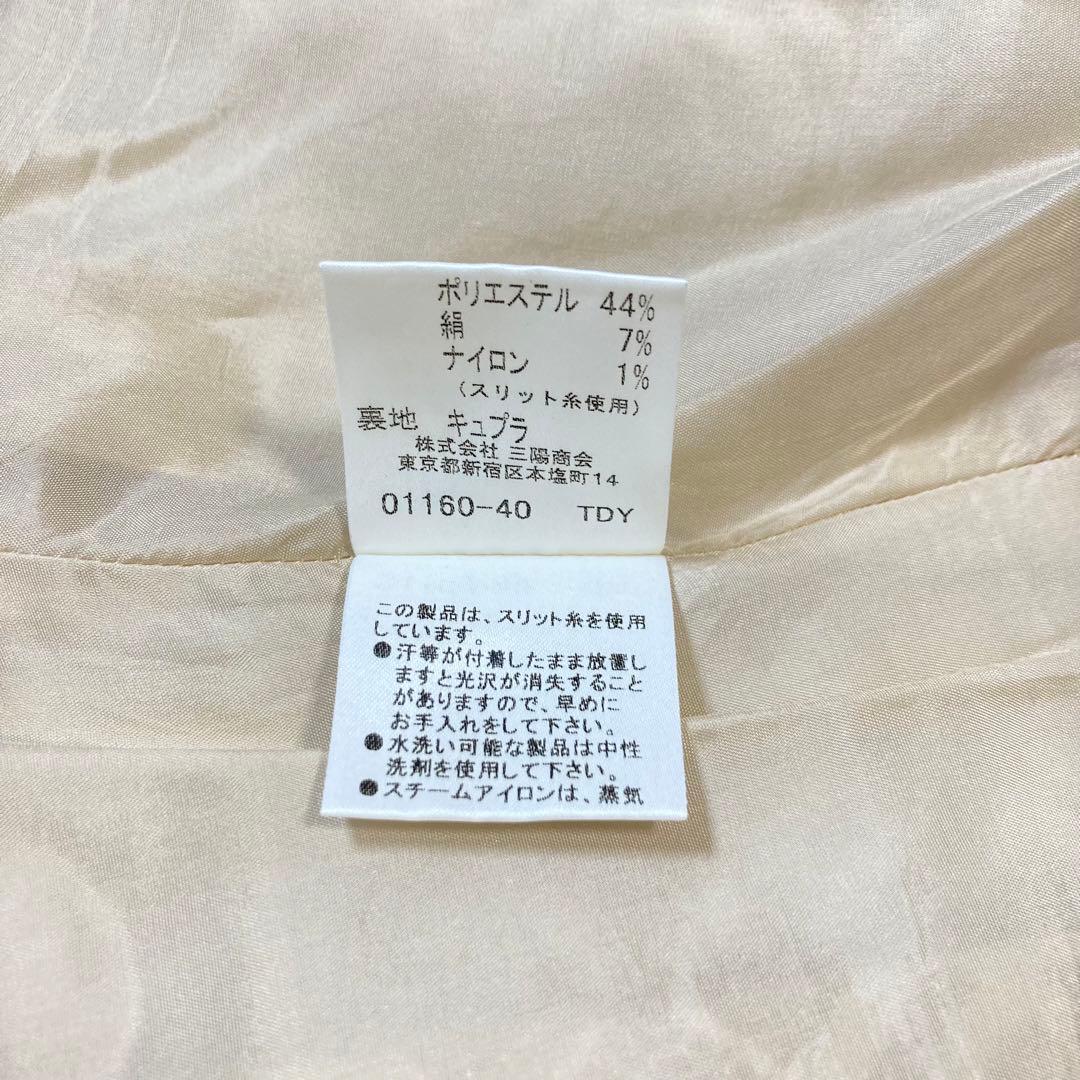 ポリエステル 44%
絹 7%
ナイロン 1%
(スリット糸使用)
裏地 キュプラ
株式会社 三陽商会
東京都新宿区本塩町14
01160-40 TDY
この製品は、スリット糸を使用
しています。
●汗等が付着したまま放置し
ますと光沢が消失すること
がありますので、早めに
お手入れをして下さい。
●水洗い可能な製品は中性
洗剤を使用して下さい。
●スチームアイロンは、蒸気